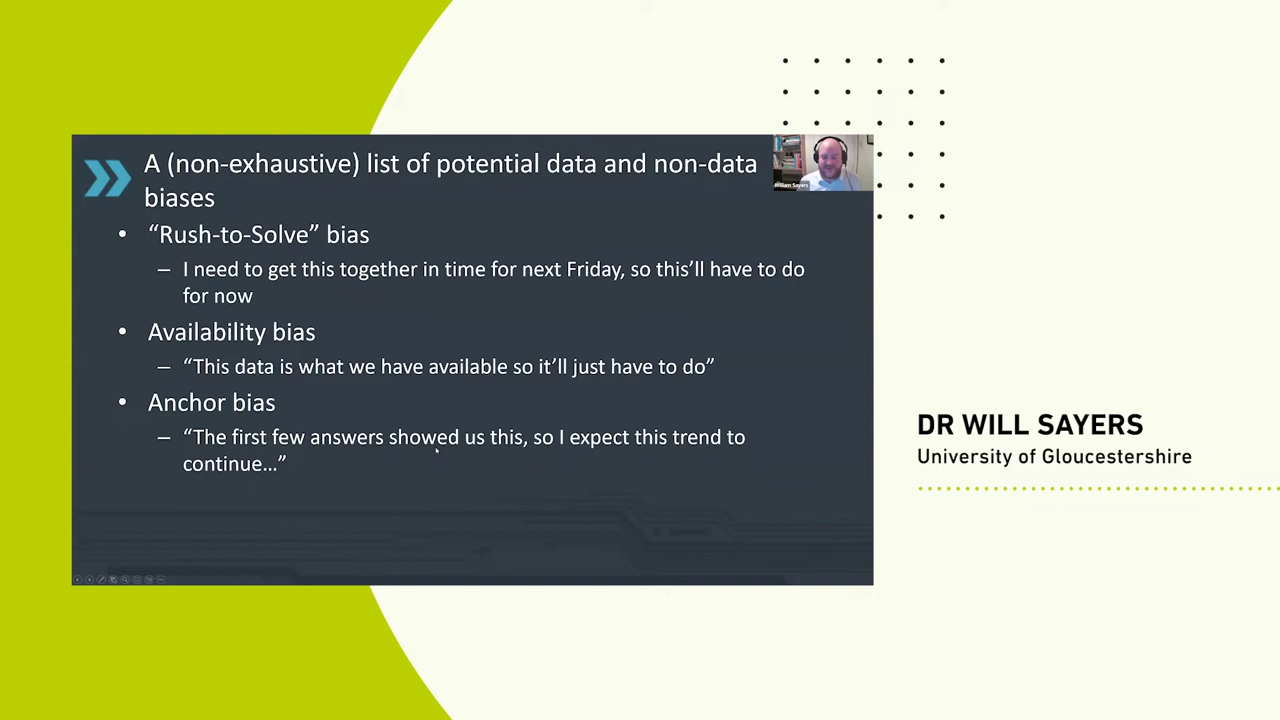 A (non-exhaustive) list of potential data and non-data
biases
• “Rush-to-Solve” bias
– I need to get this together in time for next Friday, so this’ll have to do
for now
• Availability bias
– “This data is what we have available so it’ll just have to do”
• Anchor bias
– “The first few answers showed us this, so I expect this trend to
continue…”
William Sayers
DR WILL SAYERS
University of Gloucestershire